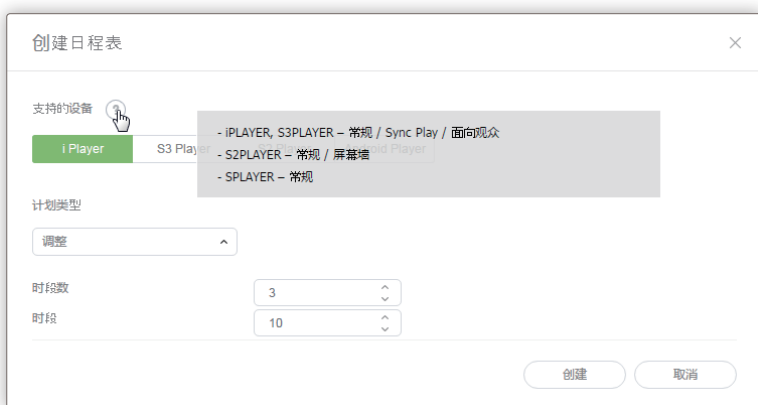 创建日程表
支持的设备 ?
- iPLAYER, S3PLAYER – 常规 / Sync Play / 面向观众
i Player S3 Player Android Player
- S2PLAYER – 常规 / 屏幕墙
- SPLAYER – 常规
计划类型
调整
时段数 3
时段 10
创建 取消